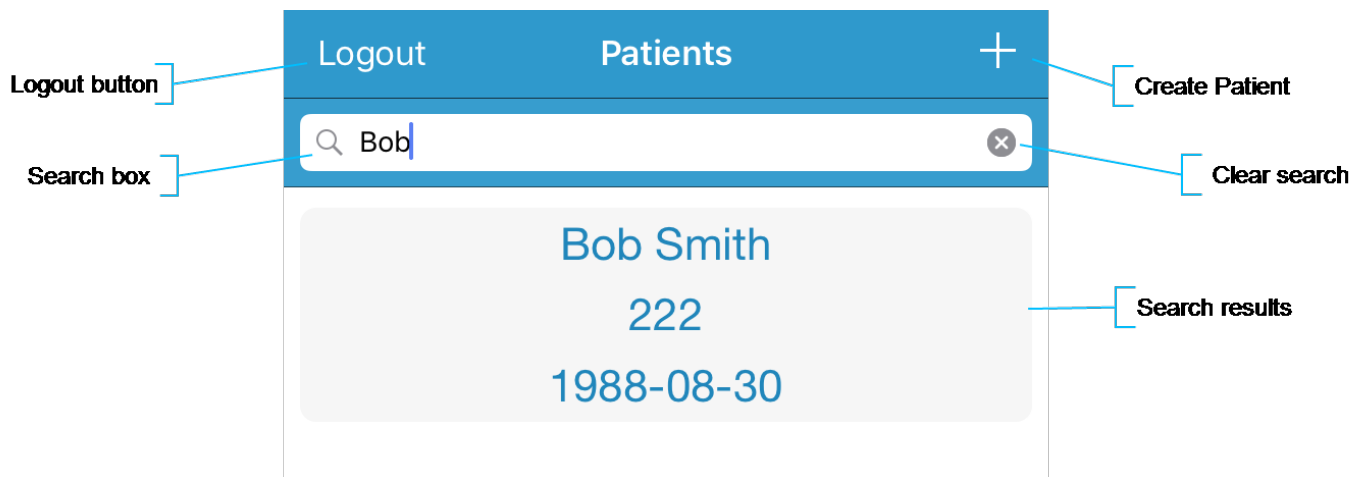 Logout Patients
Logout button
Create Patient
Bob
Search box
Clear search
Bob Smith
222
Search results
1988-08-30